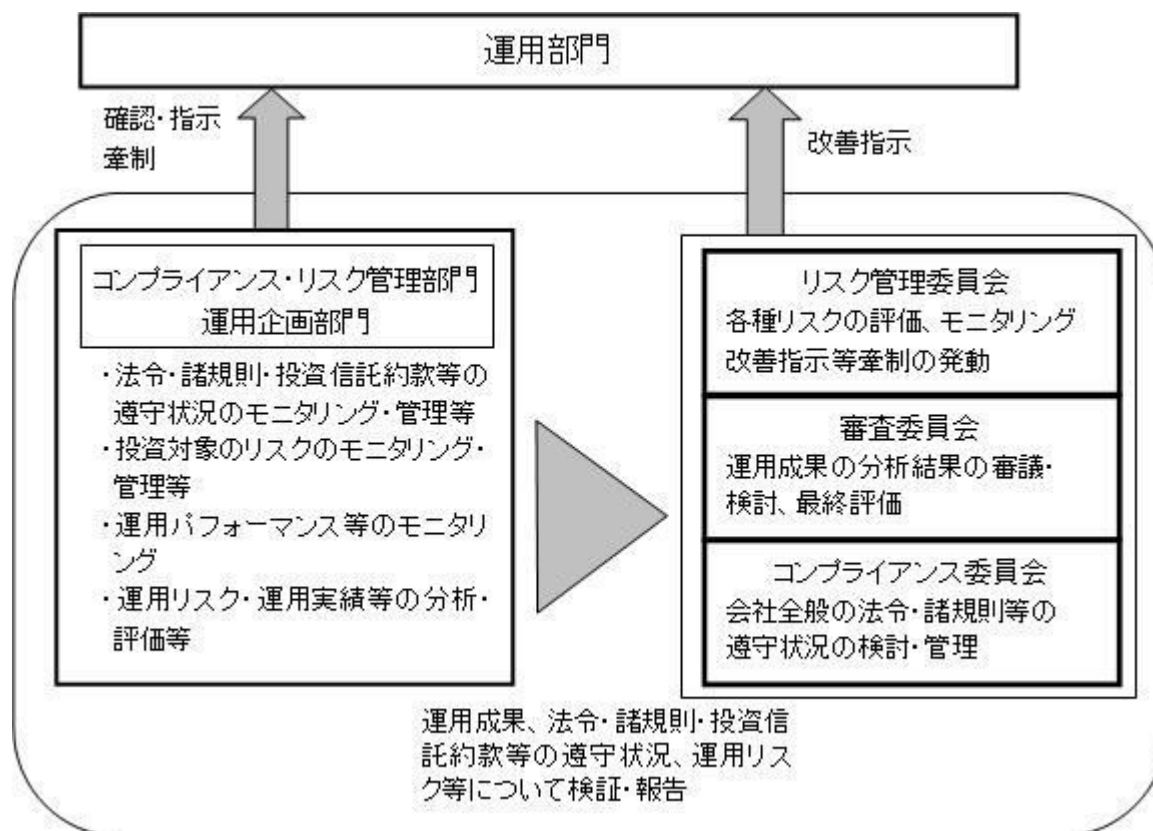 運用部門
確認・指示
牽制
改善指示
コンプライアンス・リスク管理部門
運用企画部門
・法令・諸規則・投資信託約款等の
遵守状況のモニタリング・管理等
・投資対象のリスクのモニタリング・
管理等
・運用パフォーマンス等のモニタリ
ング
・運用リスク・運用実績等の分析・
評価等
リスク管理委員会
各種リスクの評価、モニタリング
改善指示等牽制の発動
審査委員会
運用成果の分析結果の審議・
検討、最終評価
コンプライアンス委員会
会社全般の法令・諸規則等の
遵守状況の検討・管理
運用成果、法令・諸規則・投資信
託約款等の遵守状況、運用リス
ク等について検証・報告